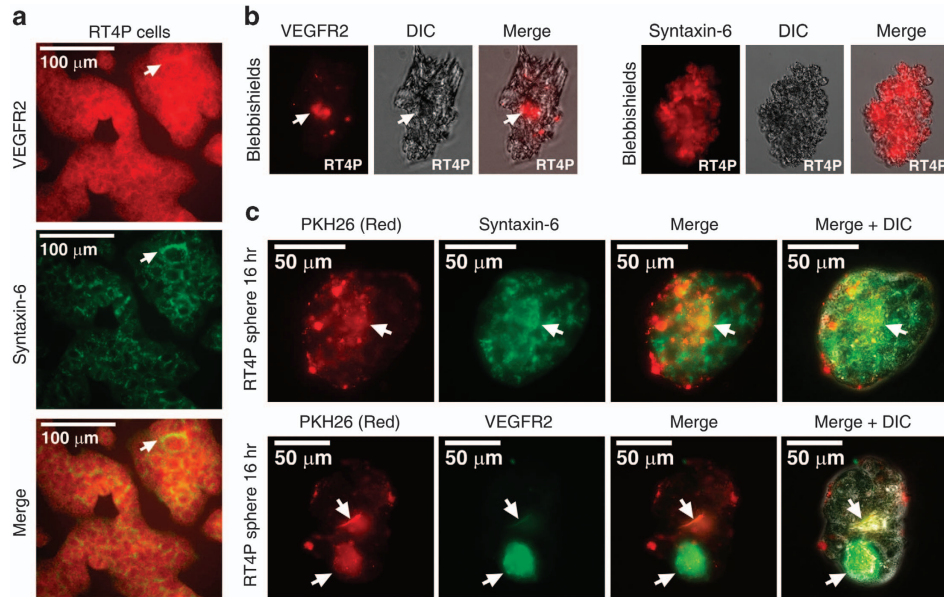 a
RT4P cells
100 μm
VEGFR2
100 μm
Syntaxin-6
100 μm
Merge
b
VEGFR2 DIC Merge
Blebbishields
RT4P RT4P RT4P
Syntaxin-6 DIC Merge
Blebbishields
RT4P RT4P RT4P
c
PKH26 (Red) Syntaxin-6 Merge Merge + DIC
RT4P sphere 16 hr
50 μm 50 μm 50 μm 50 μm
PKH26 (Red) VEGFR2 Merge Merge + DIC
RT4P sphere 16 hr
50 μm 50 μm 50 μm 50 μm